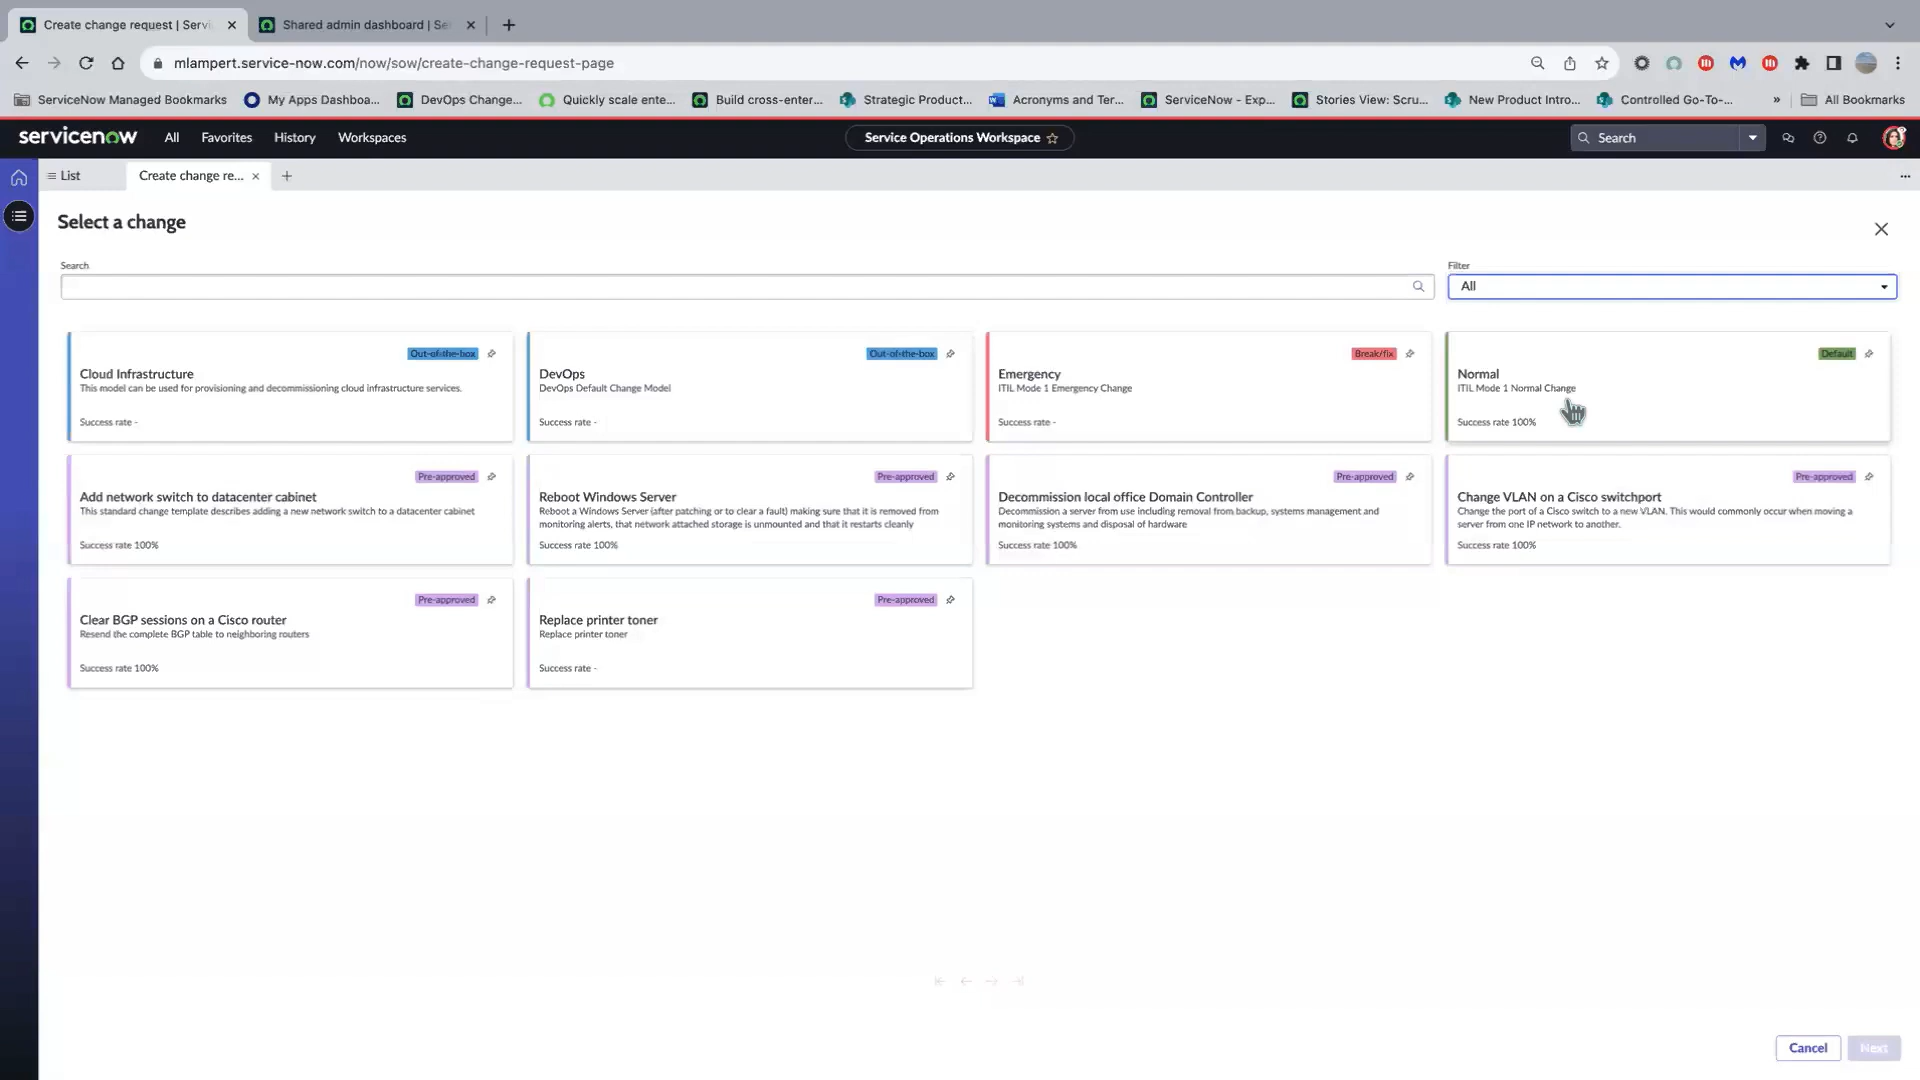 Create change request | Servi
Shared admin dashboard | Se
mlampert.service-now.com/now/sow/create-change-request-page
ServiceNow Managed Bookmarks
My Apps Dashboa...
DevOps Change...
Quickly scale ente...
Build cross-enter...
Strategic Product...
Acronyms and Ter...
ServiceNow - Exp...
Stories View: Scru...
New Product Intro...
Controlled Go-To-...
»
All Bookmarks
servicenow
All
Favorites
History
Workspaces
Service Operations Workspace
Search
List
Create change re...
Select a change
Search
Filter
All
Out-of-the-box
Cloud Infrastructure
This model can be used for provisioning and decommissioning cloud infrastructure services.
Success rate -
Out-of-the-box
DevOps
DevOps Default Change Model
Success rate -
Break/fix
Emergency
ITIL Mode 1 Emergency Change
Success rate -
Default
Normal
ITIL Mode 1 Normal Change
Success rate 100%
Pre-approved
Add network switch to datacenter cabinet
This standard change template describes adding a new network switch to a datacenter cabinet
Success rate 100%
Pre-approved
Reboot Windows Server
Reboot a Windows Server (after patching or to clear a fault) making sure that it is removed from
monitoring alerts, that network attached storage is unmounted and that it restarts cleanly
Success rate 100%
Pre-approved
Decommission local office Domain Controller
Decommission a server from use including removal from backup, systems management and
monitoring systems and disposal of hardware
Success rate 100%
Pre-approved
Change VLAN on a Cisco switchport
Change the port of a Cisco switch to a new VLAN. This would commonly occur when moving a
server from one IP network to another.
Success rate 100%
Pre-approved
Clear BGP sessions on a Cisco router
Resend the complete BGP table to neighboring routers
Success rate 100%
Pre-approved
Replace printer toner
Replace printer toner
Success rate -
Cancel
Next